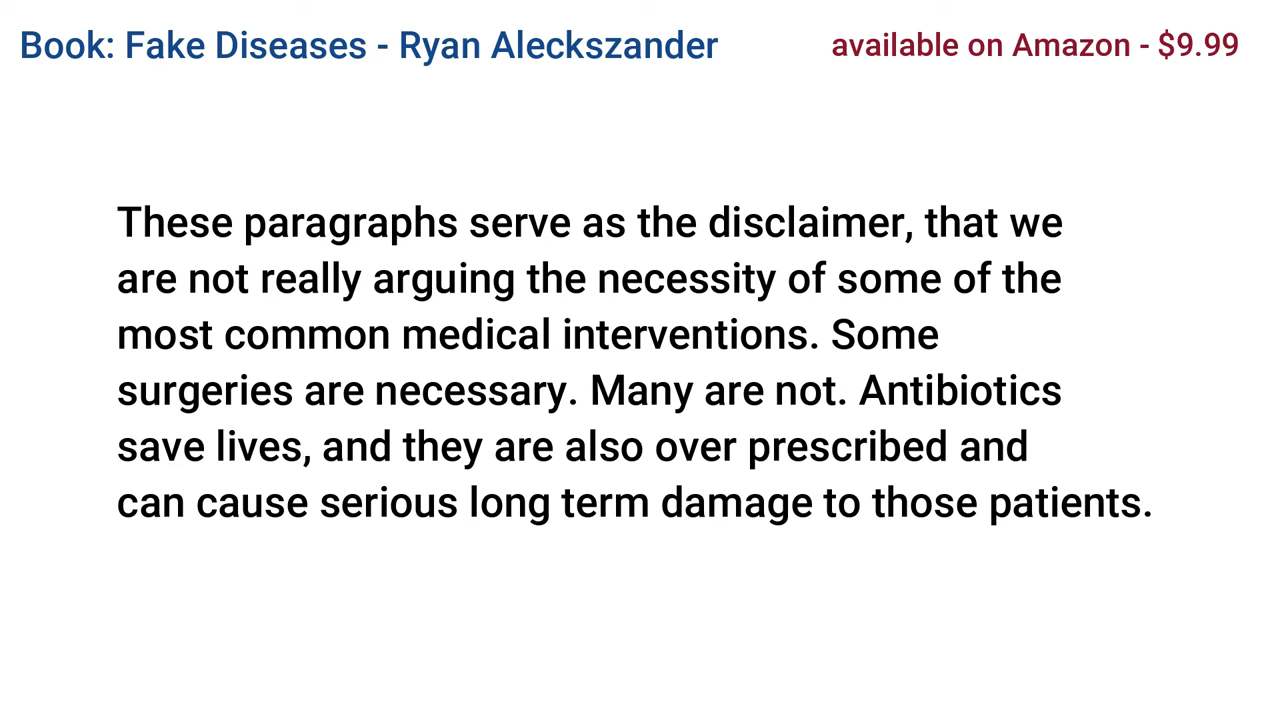 Book: Fake Diseases - Ryan Aleckszander
available on Amazon - $9.99
These paragraphs serve as the disclaimer, that we
are not really arguing the necessity of some of the
most common medical interventions. Some
surgeries are necessary. Many are not. Antibiotics
save lives, and they are also over prescribed and
can cause serious long term damage to those patients.